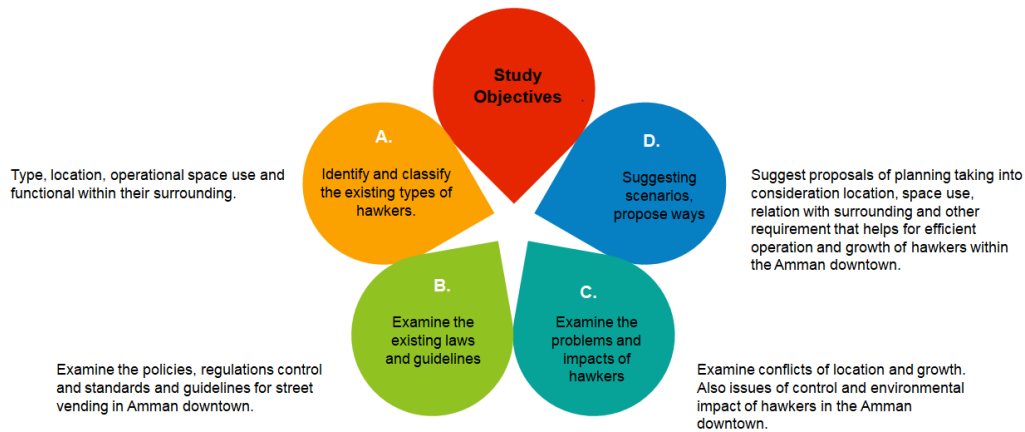 Study
Objectives
A.
Identify and classify
the existing types of
hawkers.
Type, location, operational space use and
functional within their surrounding.
B.
Examine the
existing laws
and guidelines
Examine the policies, regulations control
and standards and guidelines for street
vending in Amman downtown.
C.
Examine the
problems and
impacts of
hawkers
Examine conflicts of location and growth.
Also issues of control and environmental
impact of hawkers in the Amman
downtown.
D.
Suggesting
scenarios,
propose ways
Suggest proposals of planning taking into
consideration location, space use,
relation with surrounding and other
requirement that helps for efficient
operation and growth of hawkers within
the Amman downtown.